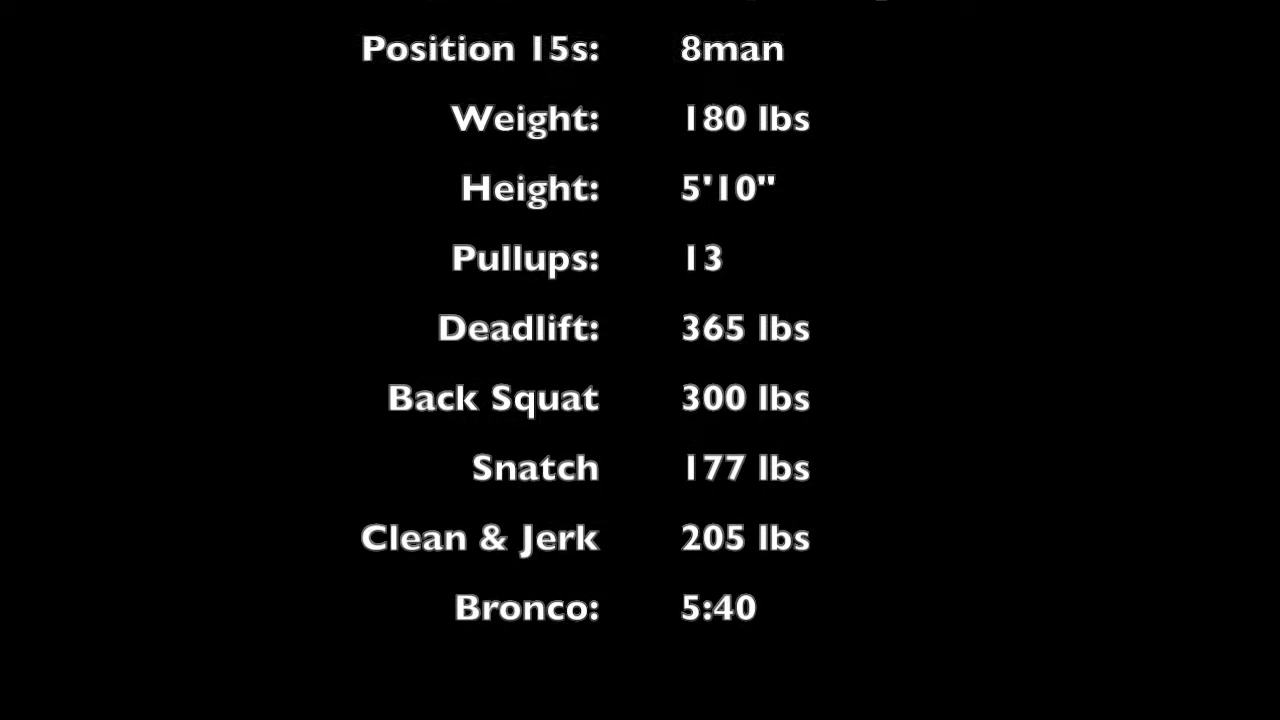 Position 15s: 8man
Weight: 180 lbs
Height: 5'10"
Pullups: 13
Deadlift: 365 lbs
Back Squat 300 lbs
Snatch 177 lbs
Clean & Jerk 205 lbs
Bronco: 5:40